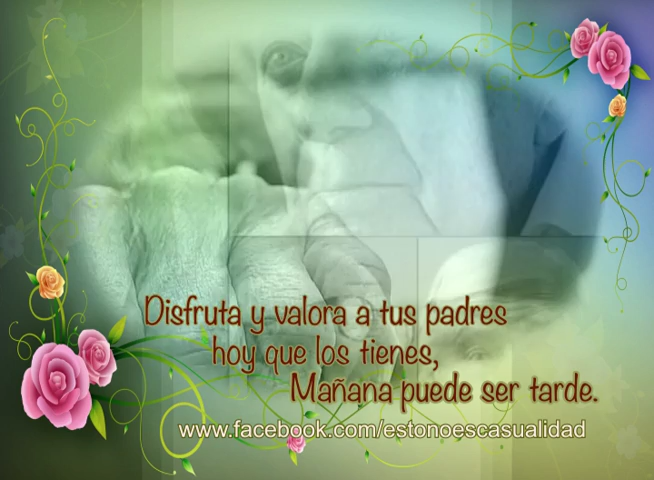 Disfruta y valora a tus padres
hoy que los tienes,
Mañana puede ser tarde.
www.facebook.com/estonoescasualidad